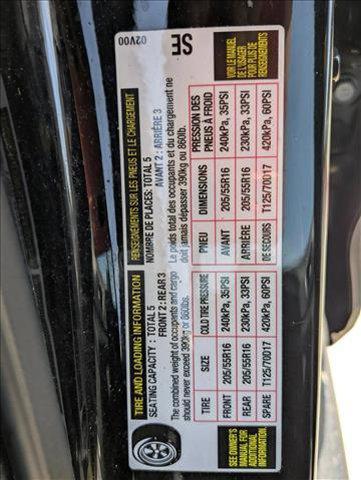 TIRE AND LOADING INFORMATION
SEATING CAPACITY : TOTAL 5
FRONT 2 : REAR 3
The combined weight of occupants and cargo
should never exceed 390kg or 860lbs.
TIRE SIZE COLD TIRE PRESSURE
FRONT 205/55R16 240kPa, 35PSI
REAR 205/55R16 230kPa, 33PSI
SPARE T125/70D17 420kPa, 60PSI
SEE OWNER'S
MANUAL FOR
ADDITIONAL
INFORMATION
RENSEIGNEMENTS SUR LES PNEUS ET LE CHARGEMENT
NOMBRE DE PLACES: TOTAL 5
AVANT 2 : ARRIÈRE 3
Le poids total des occupants et du chargement ne
doit jamais dépasser 390kg ou 860lb.
PNEU DIMENSIONS PRESSION DES
PNEUS À FROID
AVANT 205/55R16 240kPa, 35PSI
ARRIÈRE 205/55R16 230kPa, 33PSI
DE SECOURS T125/70D17 420kPa, 60PSI
VOIR LE MANUEL
DE L'USAGER
POUR PLUS DE
RENSEIGNEMENTS
02V00
SE